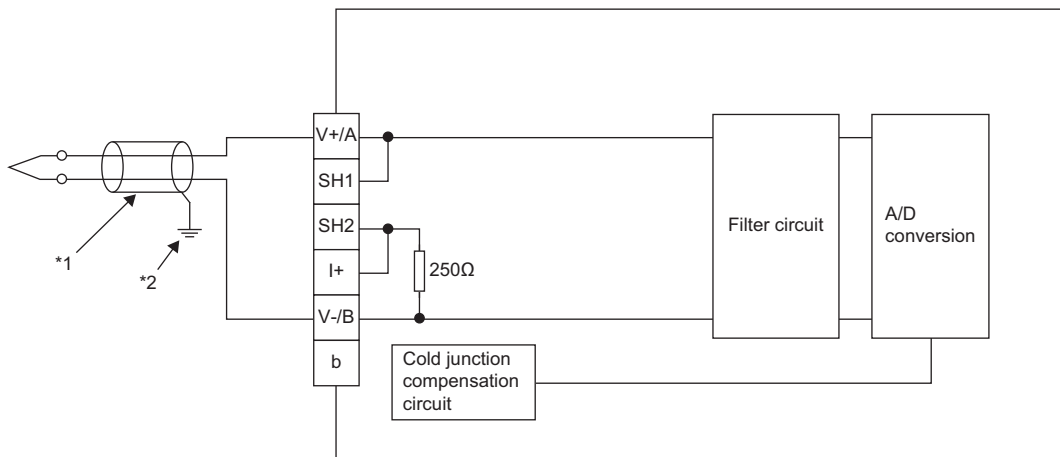 V+/A
SH1
SH2
I+
V-/B
b
*1
*2
250Ω
Filter circuit
A/D
conversion
Cold junction
compensation
circuit